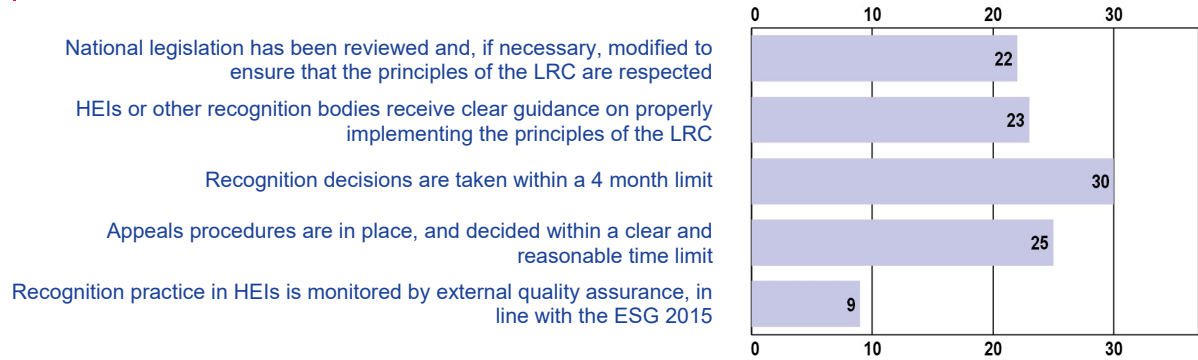 0 10 20 30
National legislation has been reviewed and, if necessary, modified to
ensure that the principles of the LRC are respected
22
HEIs or other recognition bodies receive clear guidance on properly
implementing the principles of the LRC
23
Recognition decisions are taken within a 4 month limit
30
Appeals procedures are in place, and decided within a clear and
reasonable time limit
25
Recognition practice in HEIs is monitored by external quality assurance, in
line with the ESG 2015
9
0 10 20 30